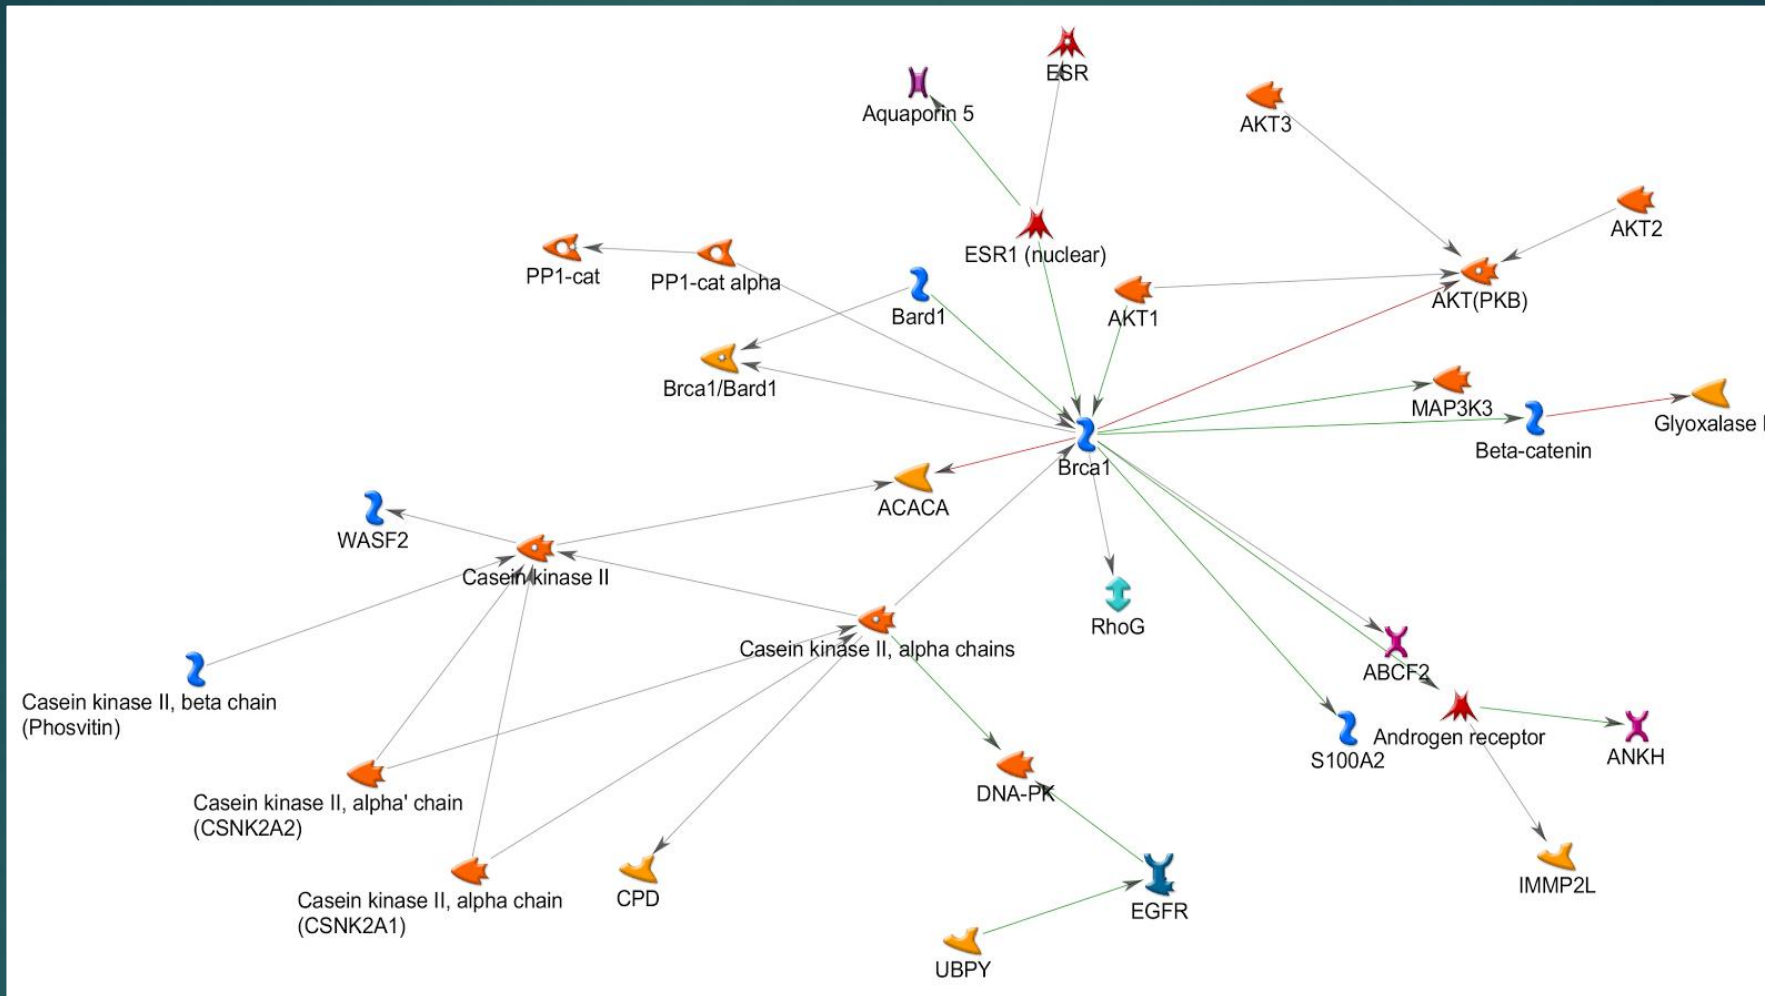 ESR
Aquaporin 5
AKT3
AKT2
ESR1 (nuclear)
PP1-cat
PP1-cat alpha
AKT(PKB)
Bard1
AKT1
Brca1/Bard1
MAP3K3
Glyoxalase
Beta-catenin
Brca1
ACACA
WASF2
Casein kinase II
RhoG
Casein kinase II, alpha chains
ABCF2
Casein kinase II, beta chain
(Phosvitin)
Androgen receptor
S100A2
ANKH
DNA-PK
Casein kinase II, alpha' chain
(CSNK2A2)
IMMP2L
CPD
Casein kinase II, alpha chain
(CSNK2A1)
EGFR
UBPY